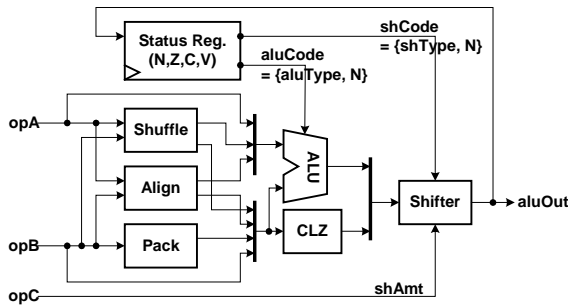 Status Reg.
(N,Z,C,V)
shCode
= {shType, N}
aluCode
= {aluType, N}
opA
Shuffle
ALU
Align
Shifter
aluOut
opB
Pack
CLZ
opC
shAmt